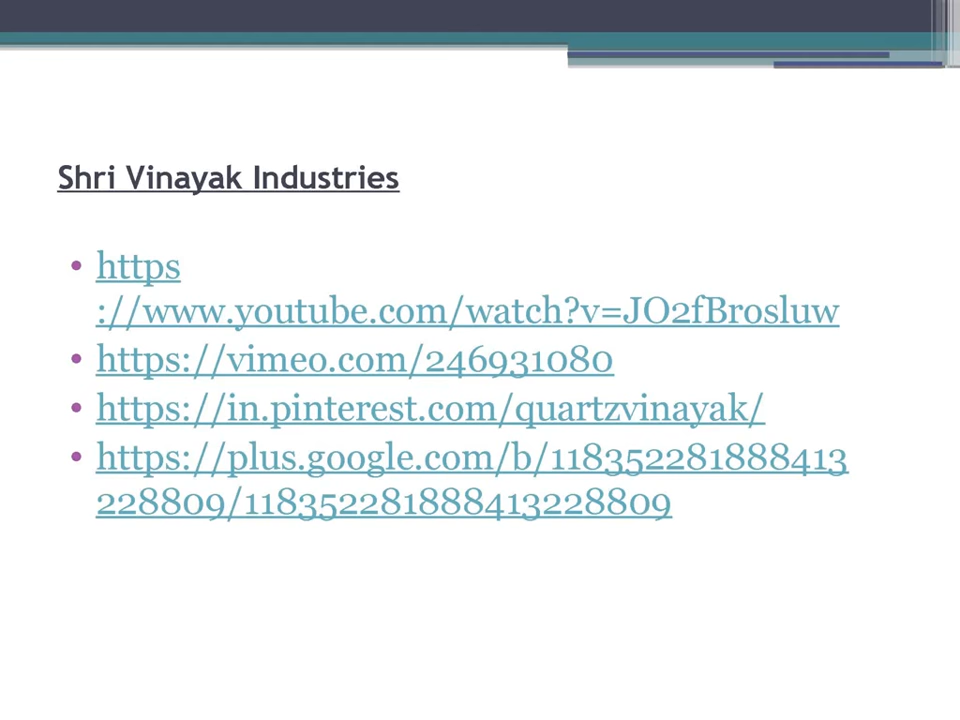 Shri Vinayak Industries
• https
://www.youtube.com/watch?v=JO2fBrosluw
• https://vimeo.com/246931080
• https://in.pinterest.com/quartzvinayak/
• https://plus.google.com/b/118352281888413
228809/118352281888413228809